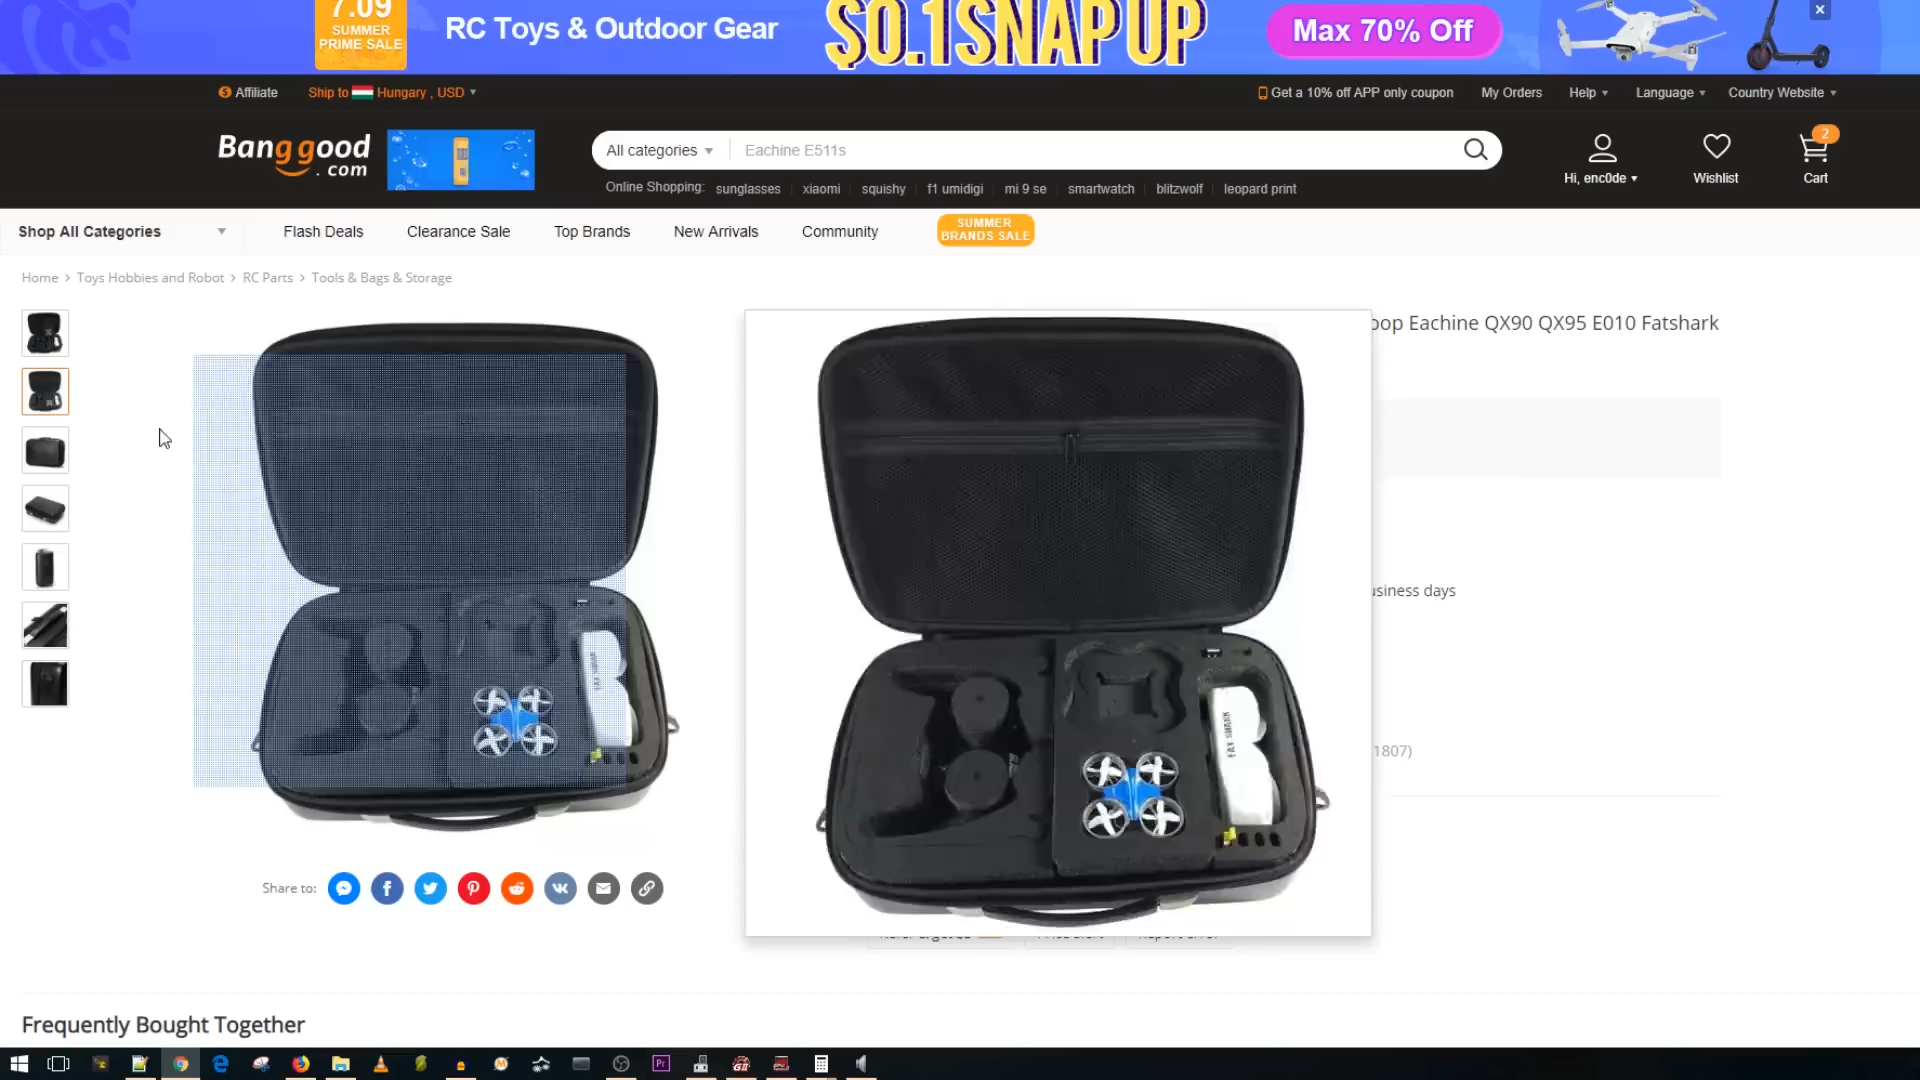 7.09
SUMMER
PRIME SALE
RC Toys & Outdoor Gear
$0.1SNAP UP
Max 70% Off
Affiliate
Ship to Hungary , USD
Get a 10% off APP only coupon
My Orders
Help
Language
Country Website
Banggood
.com
All categories
Eachine E511s
2
Online Shopping:
sunglasses
xiaomi
squishy
f1 umidigi
mi 9 se
smartwatch
blitzwolf
leopard print
Hi, enc0de
Wishlist
Cart
Shop All Categories
Flash Deals
Clearance Sale
Top Brands
New Arrivals
Community
SUMMER
BRANDS SALE
Home > Toys Hobbies and Robot > RC Parts > Tools & Bags & Storage
oop Eachine QX90 QX95 E010 Fatshark
usiness days
FAT SHARK
FAT SHARK
1807)
Share to:
Frequently Bought Together
Pr